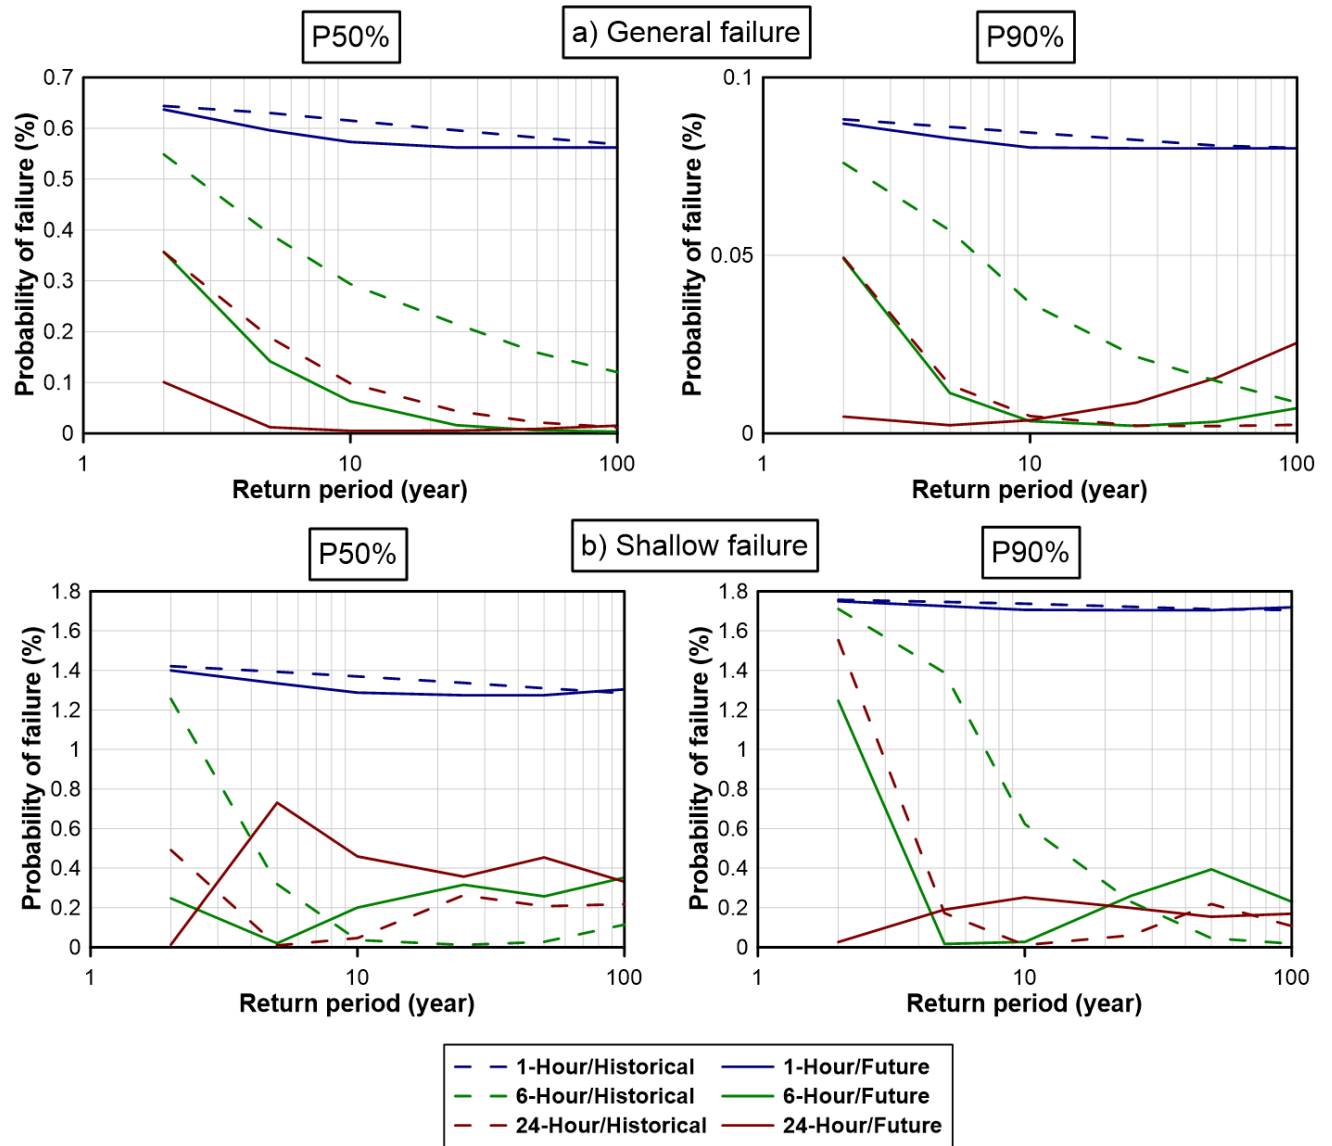 P50%
a) General failure
P90%
Probability of failure (%)
0.7
0.6
0.5
0.4
0.3
0.2
0.1
0
1
10
100
Return period (year)
Probability of failure (%)
0.1
0.05
0
1
10
100
Return period (year)
P50%
b) Shallow failure
P90%
Probability of failure (%)
1.8
1.6
1.4
1.2
1
0.8
0.6
0.4
0.2
0
1
10
100
Return period (year)
Probability of failure (%)
1.8
1.6
1.4
1.2
1
0.8
0.6
0.4
0.2
0
1
10
100
Return period (year)
1-Hour/Historical
1-Hour/Future
6-Hour/Historical
6-Hour/Future
24-Hour/Historical
24-Hour/Future